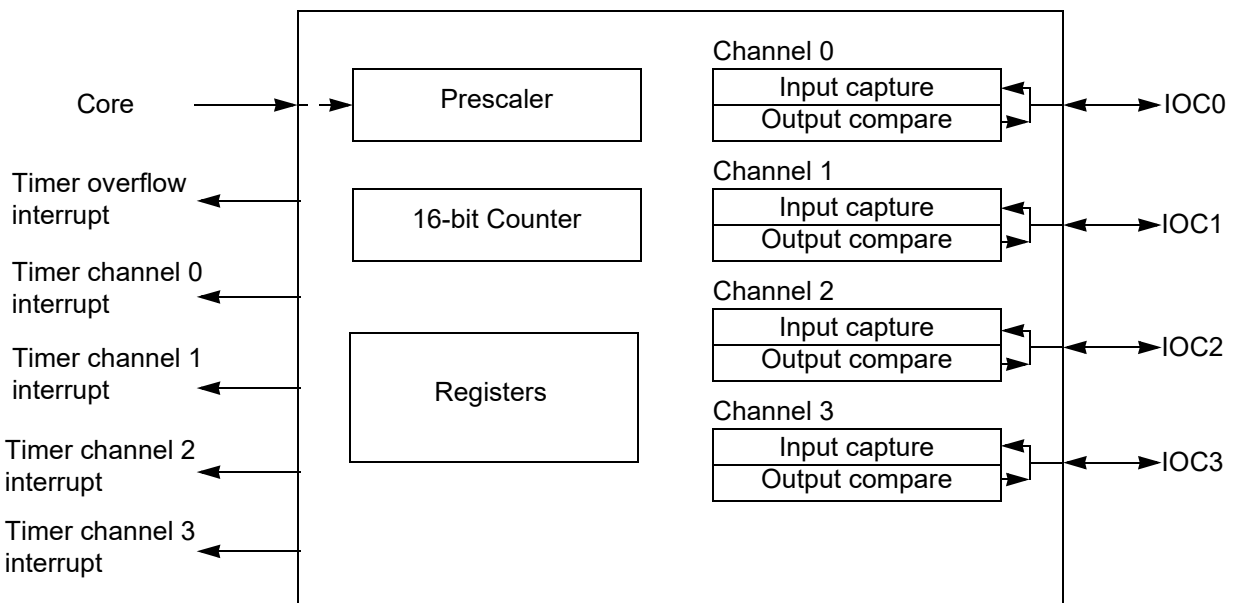 Channel 0
Core
Prescaler
Input capture
Output compare
IOC0
Timer overflow
interrupt
16-bit Counter
Channel 1
Input capture
Output compare
IOC1
Timer channel 0
interrupt
Channel 2
Input capture
Output compare
IOC2
Timer channel 1
interrupt
Registers
Channel 3
Input capture
Output compare
IOC3
Timer channel 2
interrupt
Timer channel 3
interrupt